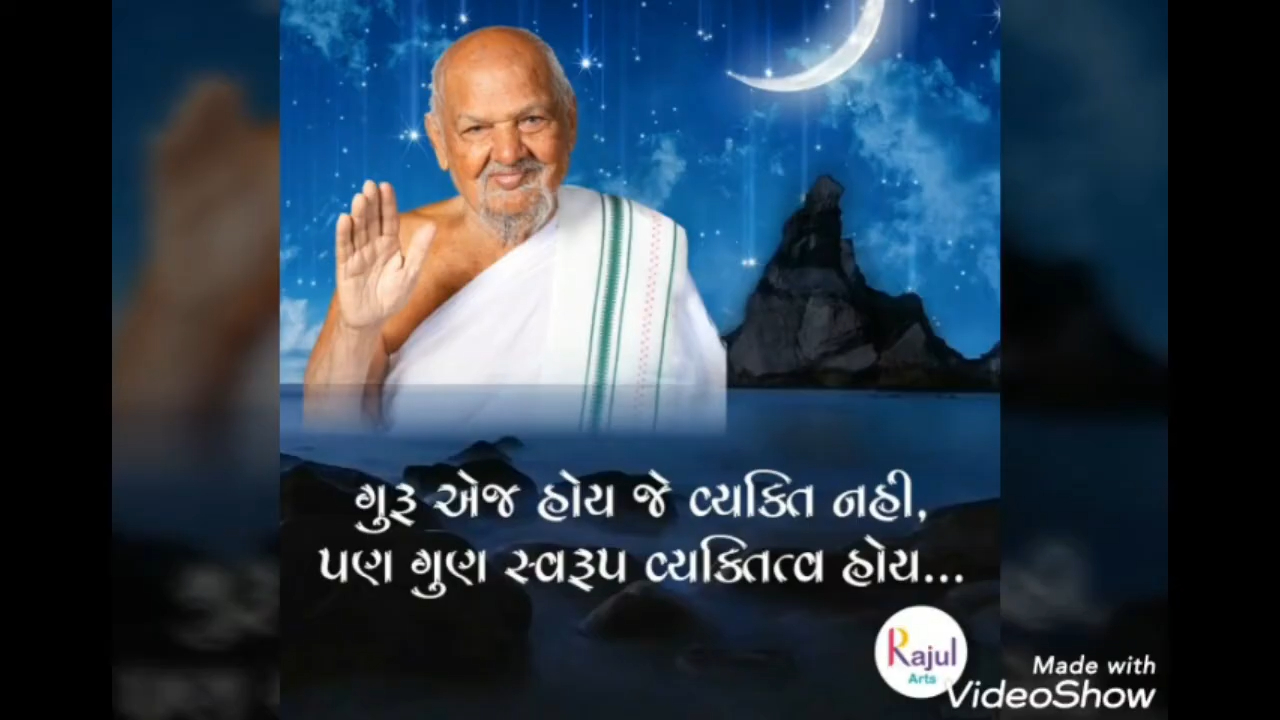 ગુરૂ એજ હોય જે વ્યક્તિ નહી,
પણ ગુણ સ્વરૂપ વ્યક્તિત્વ હોય...
Rajul
Arts
Made with
VideoShow